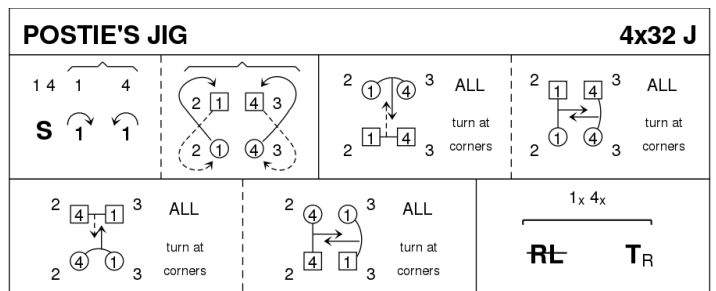 POSTIE'S JIG 4x32 J
1 4 1 4
S 1 1
2 1 4 3
2 1 4 3
2 1 4 3 ALL
turn at
2 1 4 3 corners
2 1 4 3 ALL
turn at
2 1 4 3 corners
2 4 1 3 ALL
turn at
2 4 1 3 corners
2 4 1 3 ALL
turn at
2 4 1 3 corners
1x 4x
RL TR